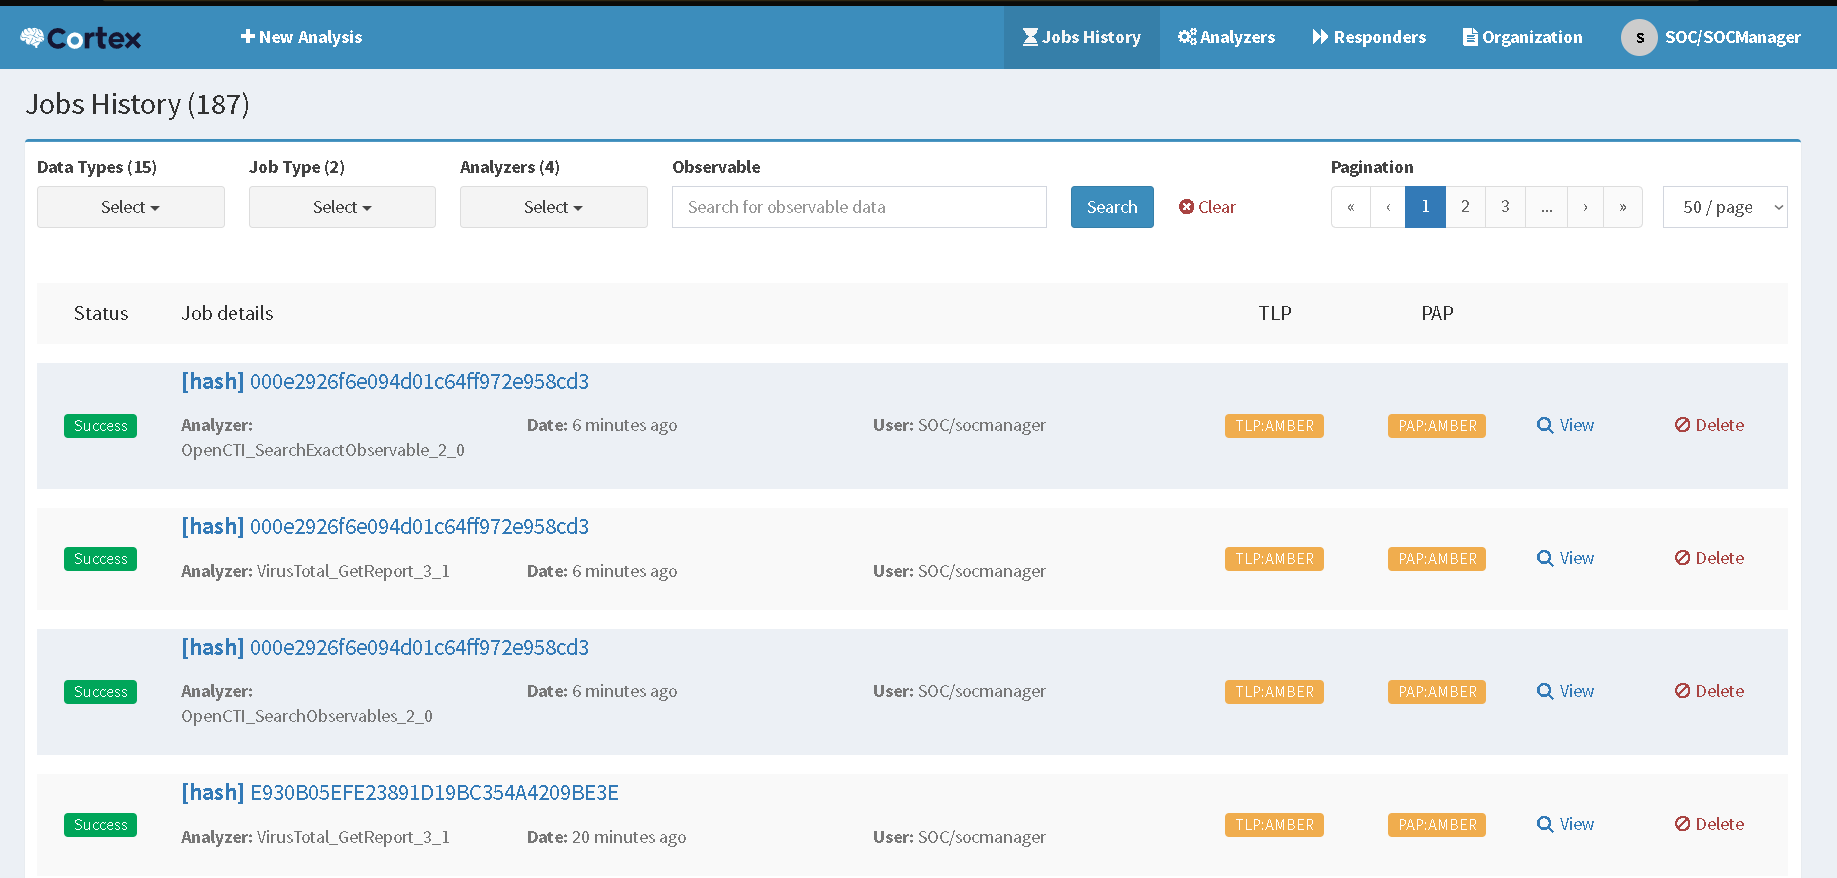 Cortex
New Analysis
Jobs History
Analyzers
Responders
Organization
S
SOC/SOCManager
Jobs History (187)
Data Types (15)
Job Type (2)
Analyzers (4)
Observable
Pagination
Select
Select
Select
Search for observable data
Search
Clear
« ‹ 1 2 3 ... › »
50 / page
Status Job details TLP PAP
[hash] 000e2926f6e094d01c64ff972e958cd3
Success
Analyzer: Date: 6 minutes ago User: SOC/socmanager TLP:AMBER PAP:AMBER View Delete
OpenCTI_SearchExactObservable_2_0
[hash] 000e2926f6e094d01c64ff972e958cd3
Success TLP:AMBER PAP:AMBER View Delete
Analyzer: VirusTotal_GetReport_3_1 Date: 6 minutes ago User: SOC/socmanager
[hash] 000e2926f6e094d01c64ff972e958cd3
Success
Analyzer: Date: 6 minutes ago User: SOC/socmanager TLP:AMBER PAP:AMBER View Delete
OpenCTI_SearchObservables_2_0
[hash] E930B05EFE23891D19BC354A4209BE3E
Success TLP:AMBER PAP:AMBER View Delete
Analyzer: VirusTotal_GetReport_3_1 Date: 20 minutes ago User: SOC/socmanager